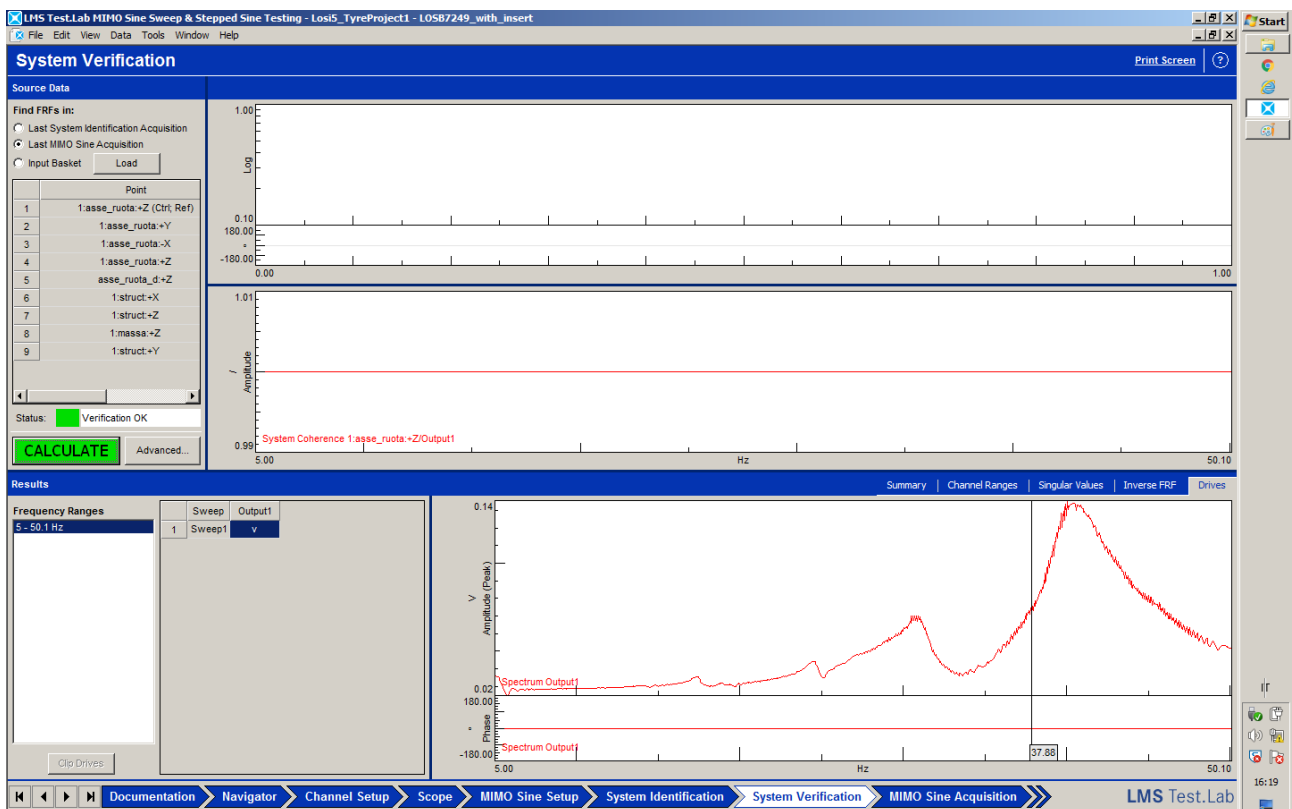 LMS Test.Lab MIMO Sine Sweep & Stepped Sine Testing - Losi5_TyreProject1 - LOSB7249_with_insert
Start
File Edit View Data Tools Window Help
System Verification
Print Screen ?
Source Data
Find FRFs in:
Last System Identification Acquisition
Last MIMO Sine Acquisition
Input Basket Load
Point
1 1:asse_ruota:+Z (Ctrl; Ref)
2 1:asse_ruota:+Y
3 1:asse_ruota:-X
4 1:asse_ruota:+Z
5 asse_ruota_d:+Z
6 1:struct:+X
7 1:struct:+Z
8 1:massa:+Z
9 1:struct:+Y
Status: Verification OK
CALCULATE Advanced...
1.00
Log
0.10
180.00
°
-180.00
0.00 1.00
1.01
/
Amplitude
System Coherence 1:asse_ruota:+Z/Output1
0.99
5.00 Hz 50.10
Results
Summary | Channel Ranges | Singular Values | Inverse FRF Drives
Frequency Ranges
5 - 50.1 Hz
Sweep Output1
1 Sweep1 v
Clip Drives
0.14
V
Amplitude (Peak)
Spectrum Output1
0.02
180.00
°
Phase
Spectrum Output1
-180.00
37.88
5.00 Hz 50.10
Documentation Navigator Channel Setup Scope MIMO Sine Setup System Identification System Verification MIMO Sine Acquisition
LMS Test.Lab
16:19